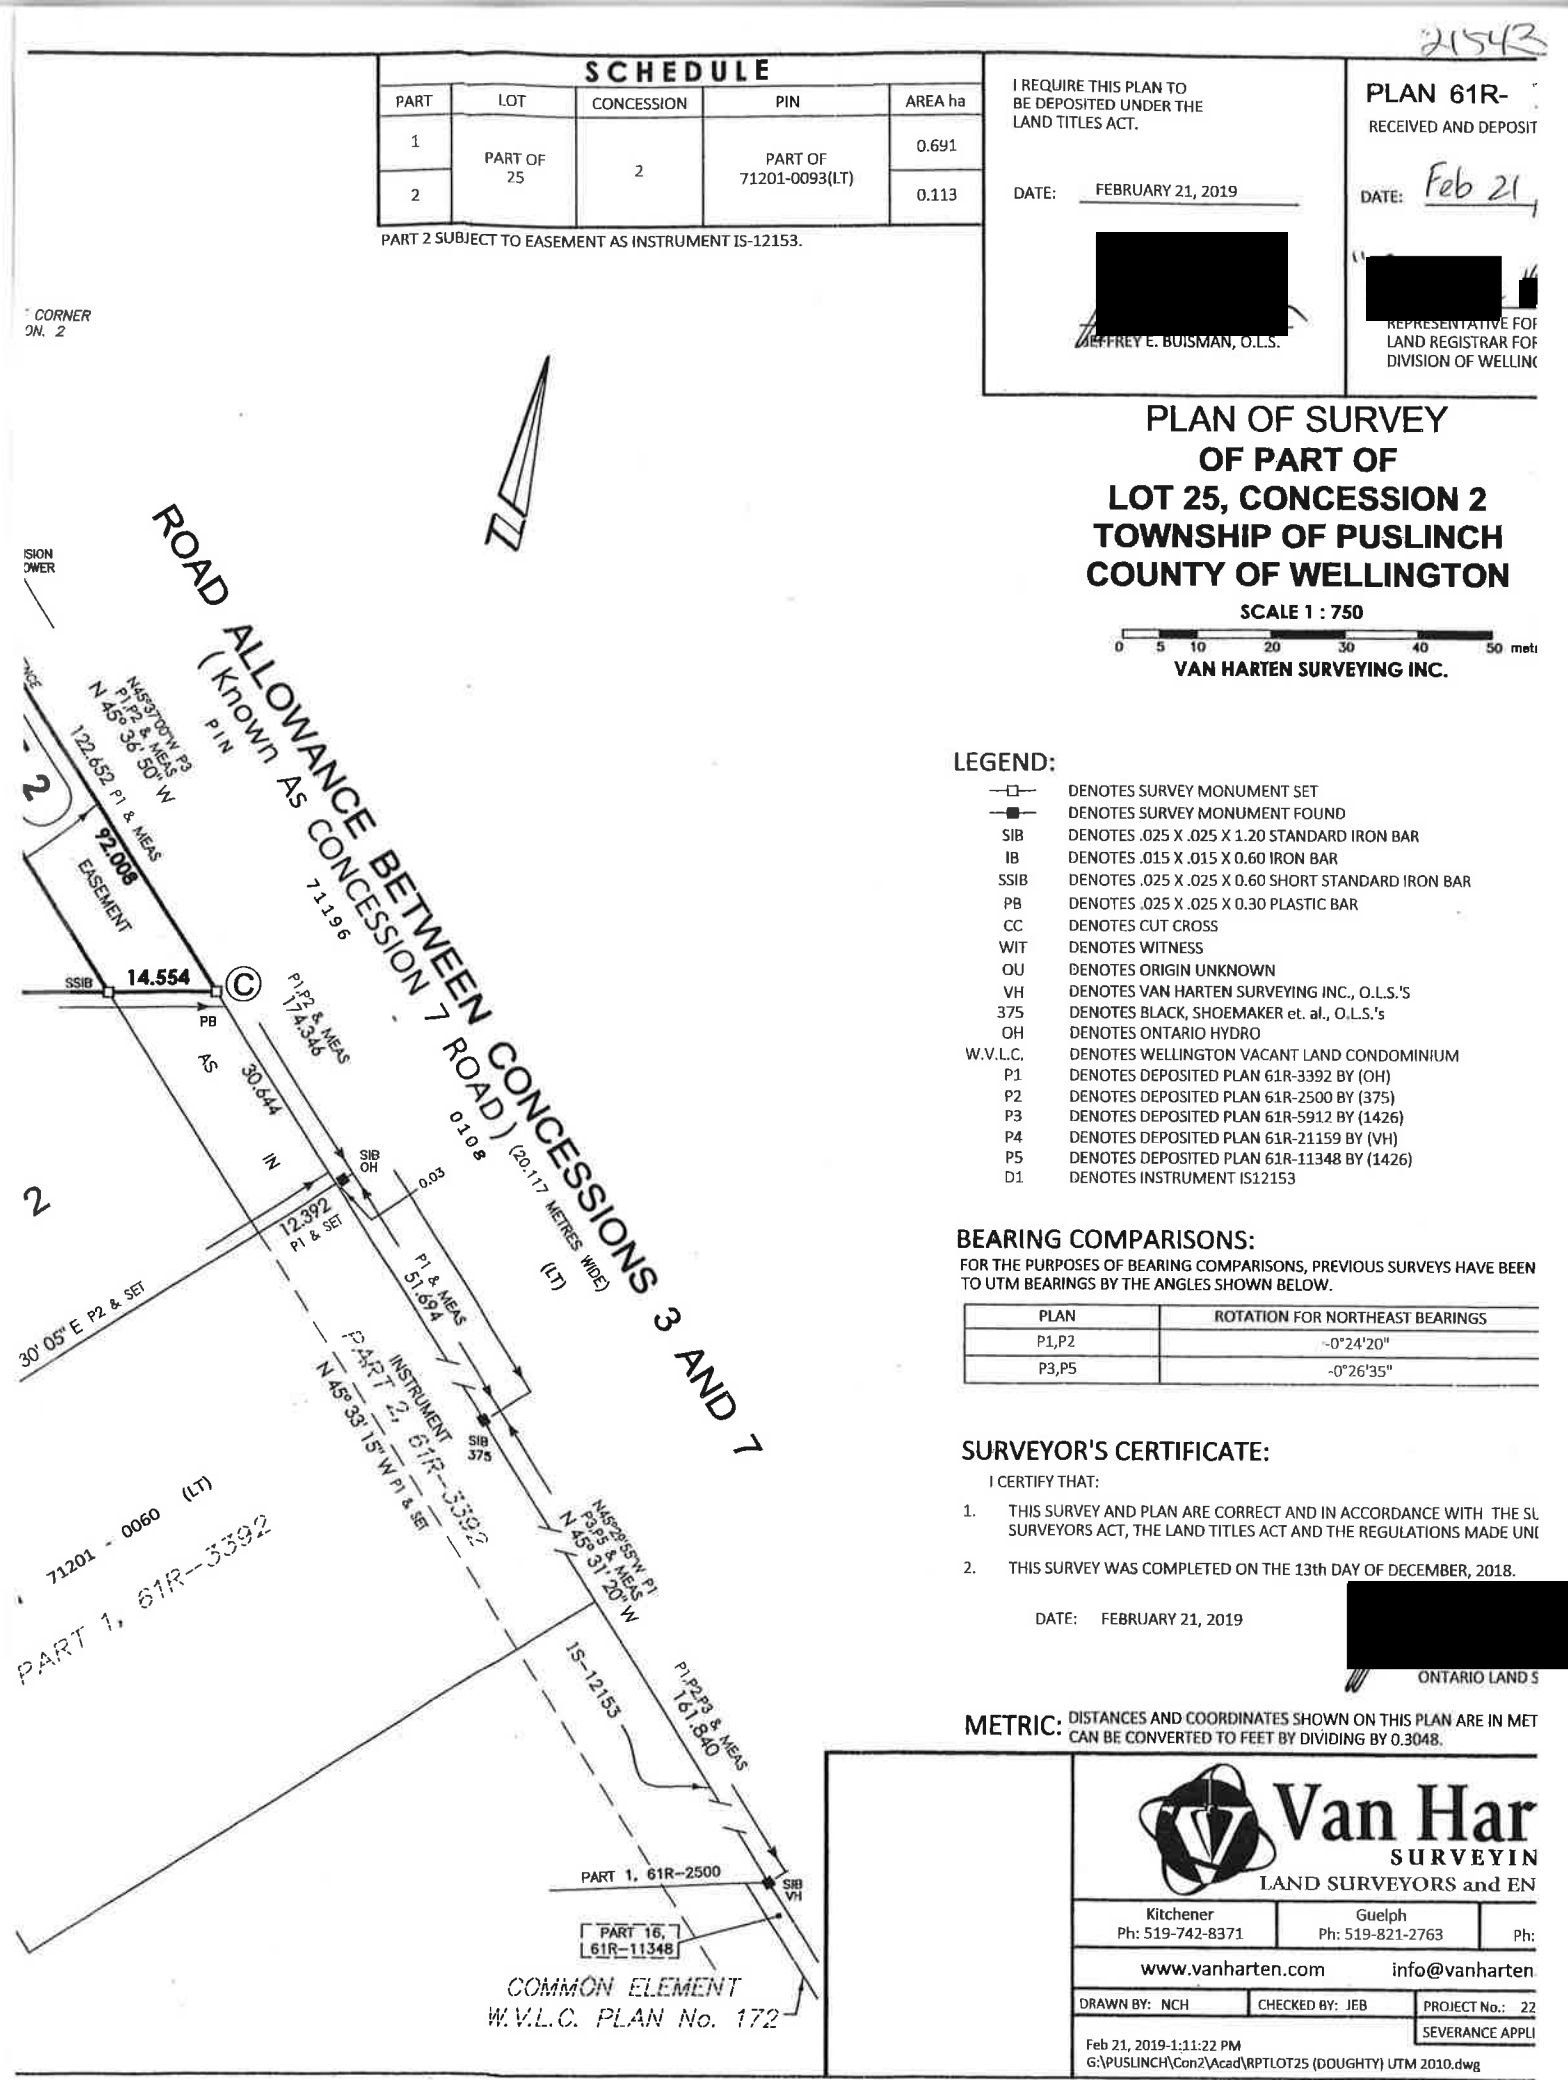 21543
SCHEDULE
PART LOT CONCESSION PIN AREA ha
1 PART OF 25 2 PART OF 71201-0093(LT) 0.691
2 0.113
PART 2 SUBJECT TO EASEMENT AS INSTRUMENT IS-12153.
I REQUIRE THIS PLAN TO
BE DEPOSITED UNDER THE
LAND TITLES ACT.
DATE: FEBRUARY 21, 2019
JEFFREY E. BUISMAN, O.L.S.
PLAN 61R-
RECEIVED AND DEPOSIT
DATE: Feb 21,
REPRESENTATIVE FOR
LAND REGISTRAR FOR
DIVISION OF WELLING
CORNER
ON. 2
PLAN OF SURVEY
OF PART OF
LOT 25, CONCESSION 2
TOWNSHIP OF PUSLINCH
COUNTY OF WELLINGTON
SCALE 1 : 750
0 5 10 20 30 40 50 met
VAN HARTEN SURVEYING INC.
ISION
OWER
ROAD ALLOWANCE BETWEEN CONCESSIONS 3 AND 7
(Known As CONCESSION 7 ROAD) (20.117 METRES WIDE)
PIN 71196 0108 (LT)
NCE
N45°37'00"W P3
P1,P2 & MEAS
N 45° 36' 50" W
122.652 P1 & MEAS
2
92.008
EASEMENT
SSIB 14.554 C
PB
P1,P2 & MEAS
174.346
AS
30.644
IN
SIB
OH
0.03
12.392
P1 & SET
2
P1 & MEAS
51.694
30' 05" E P2 & SET
INSTRUMENT
PART 2, 61R-3392
N 45° 33' 15" W P1 & SET
SIB
375
71201 - 0060 (LT)
PART 1, 61R-3392
N45°29'55"W P1
P3,P5 & MEAS
N 45° 31' 20" W
IS-12153
P1,P2,P3 & MEAS
161.840
PART 1, 61R-2500
SIB
VH
PART 16,
61R-11348
COMMON ELEMENT
W.V.L.C. PLAN No. 172
LEGEND:
DENOTES SURVEY MONUMENT SET
DENOTES SURVEY MONUMENT FOUND
SIB DENOTES .025 X .025 X 1.20 STANDARD IRON BAR
IB DENOTES .015 X .015 X 0.60 IRON BAR
SSIB DENOTES .025 X .025 X 0.60 SHORT STANDARD IRON BAR
PB DENOTES .025 X .025 X 0.30 PLASTIC BAR
CC DENOTES CUT CROSS
WIT DENOTES WITNESS
OU DENOTES ORIGIN UNKNOWN
VH DENOTES VAN HARTEN SURVEYING INC., O.L.S.'S
375 DENOTES BLACK, SHOEMAKER et. al., O.L.S.'s
OH DENOTES ONTARIO HYDRO
W.V.L.C. DENOTES WELLINGTON VACANT LAND CONDOMINIUM
P1 DENOTES DEPOSITED PLAN 61R-3392 BY (OH)
P2 DENOTES DEPOSITED PLAN 61R-2500 BY (375)
P3 DENOTES DEPOSITED PLAN 61R-5912 BY (1426)
P4 DENOTES DEPOSITED PLAN 61R-21159 BY (VH)
P5 DENOTES DEPOSITED PLAN 61R-11348 BY (1426)
D1 DENOTES INSTRUMENT IS12153
BEARING COMPARISONS:
FOR THE PURPOSES OF BEARING COMPARISONS, PREVIOUS SURVEYS HAVE BEEN
TO UTM BEARINGS BY THE ANGLES SHOWN BELOW.
PLAN ROTATION FOR NORTHEAST BEARINGS
P1,P2 -0°24'20"
P3,P5 -0°26'35"
SURVEYOR'S CERTIFICATE:
I CERTIFY THAT:
1. THIS SURVEY AND PLAN ARE CORRECT AND IN ACCORDANCE WITH THE SU
SURVEYORS ACT, THE LAND TITLES ACT AND THE REGULATIONS MADE UND
2. THIS SURVEY WAS COMPLETED ON THE 13th DAY OF DECEMBER, 2018.
DATE: FEBRUARY 21, 2019
ONTARIO LAND S
METRIC: DISTANCES AND COORDINATES SHOWN ON THIS PLAN ARE IN MET
CAN BE CONVERTED TO FEET BY DIVIDING BY 0.3048.
Van Har
SURVEYIN
LAND SURVEYORS and EN
Kitchener
Ph: 519-742-8371
Guelph
Ph: 519-821-2763
Ph:
www.vanharten.com info@vanharten
DRAWN BY: NCH CHECKED BY: JEB PROJECT No.: 22
SEVERANCE APPLI
Feb 21, 2019-1:11:22 PM
G:\PUSLINCH\Con2\Acad\RPTLOT25 (DOUGHTY) UTM 2010.dwg